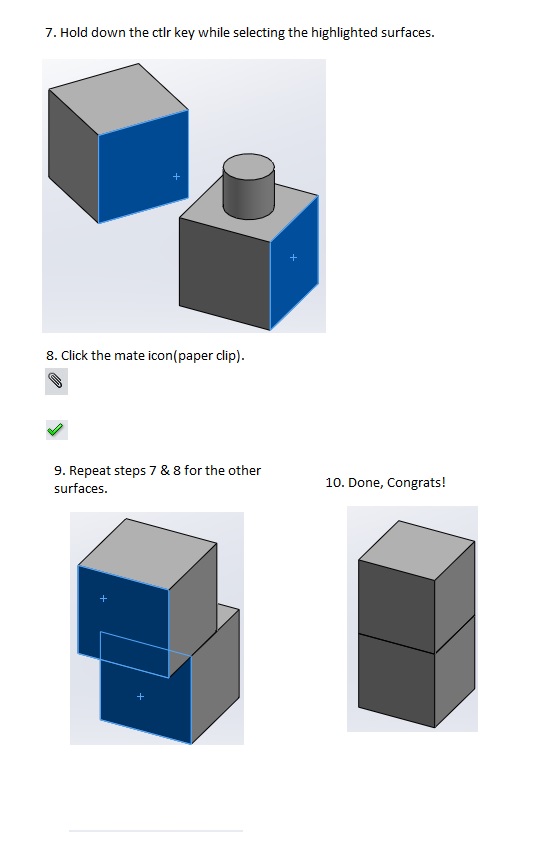 7. Hold down the ctlr key while selecting the highlighted surfaces.
8. Click the mate icon(paper clip).
9. Repeat steps 7 & 8 for the other
surfaces.
10. Done, Congrats!